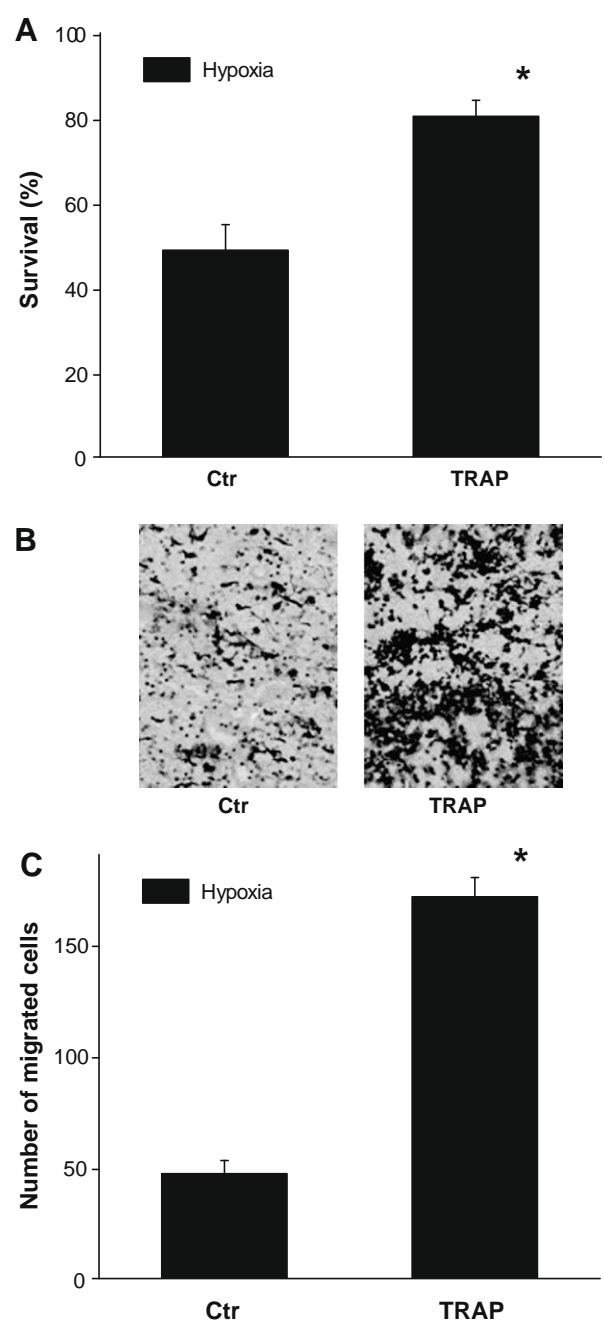 A
100
Hypoxia
*
80
60
40
20
0
Survival (%)
Ctr TRAP
B
Ctr TRAP
C
Hypoxia
*
150
100
50
0
Number of migrated cells
Ctr TRAP